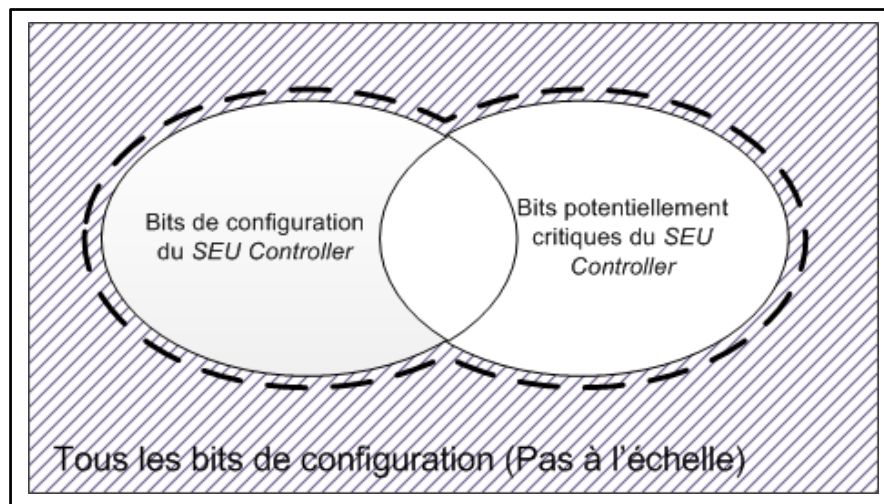 Bits de configuration
du SEU Controller
Bits potentiellement
critiques du SEU
Controller
Tous les bits de configuration (Pas à l'échelle)